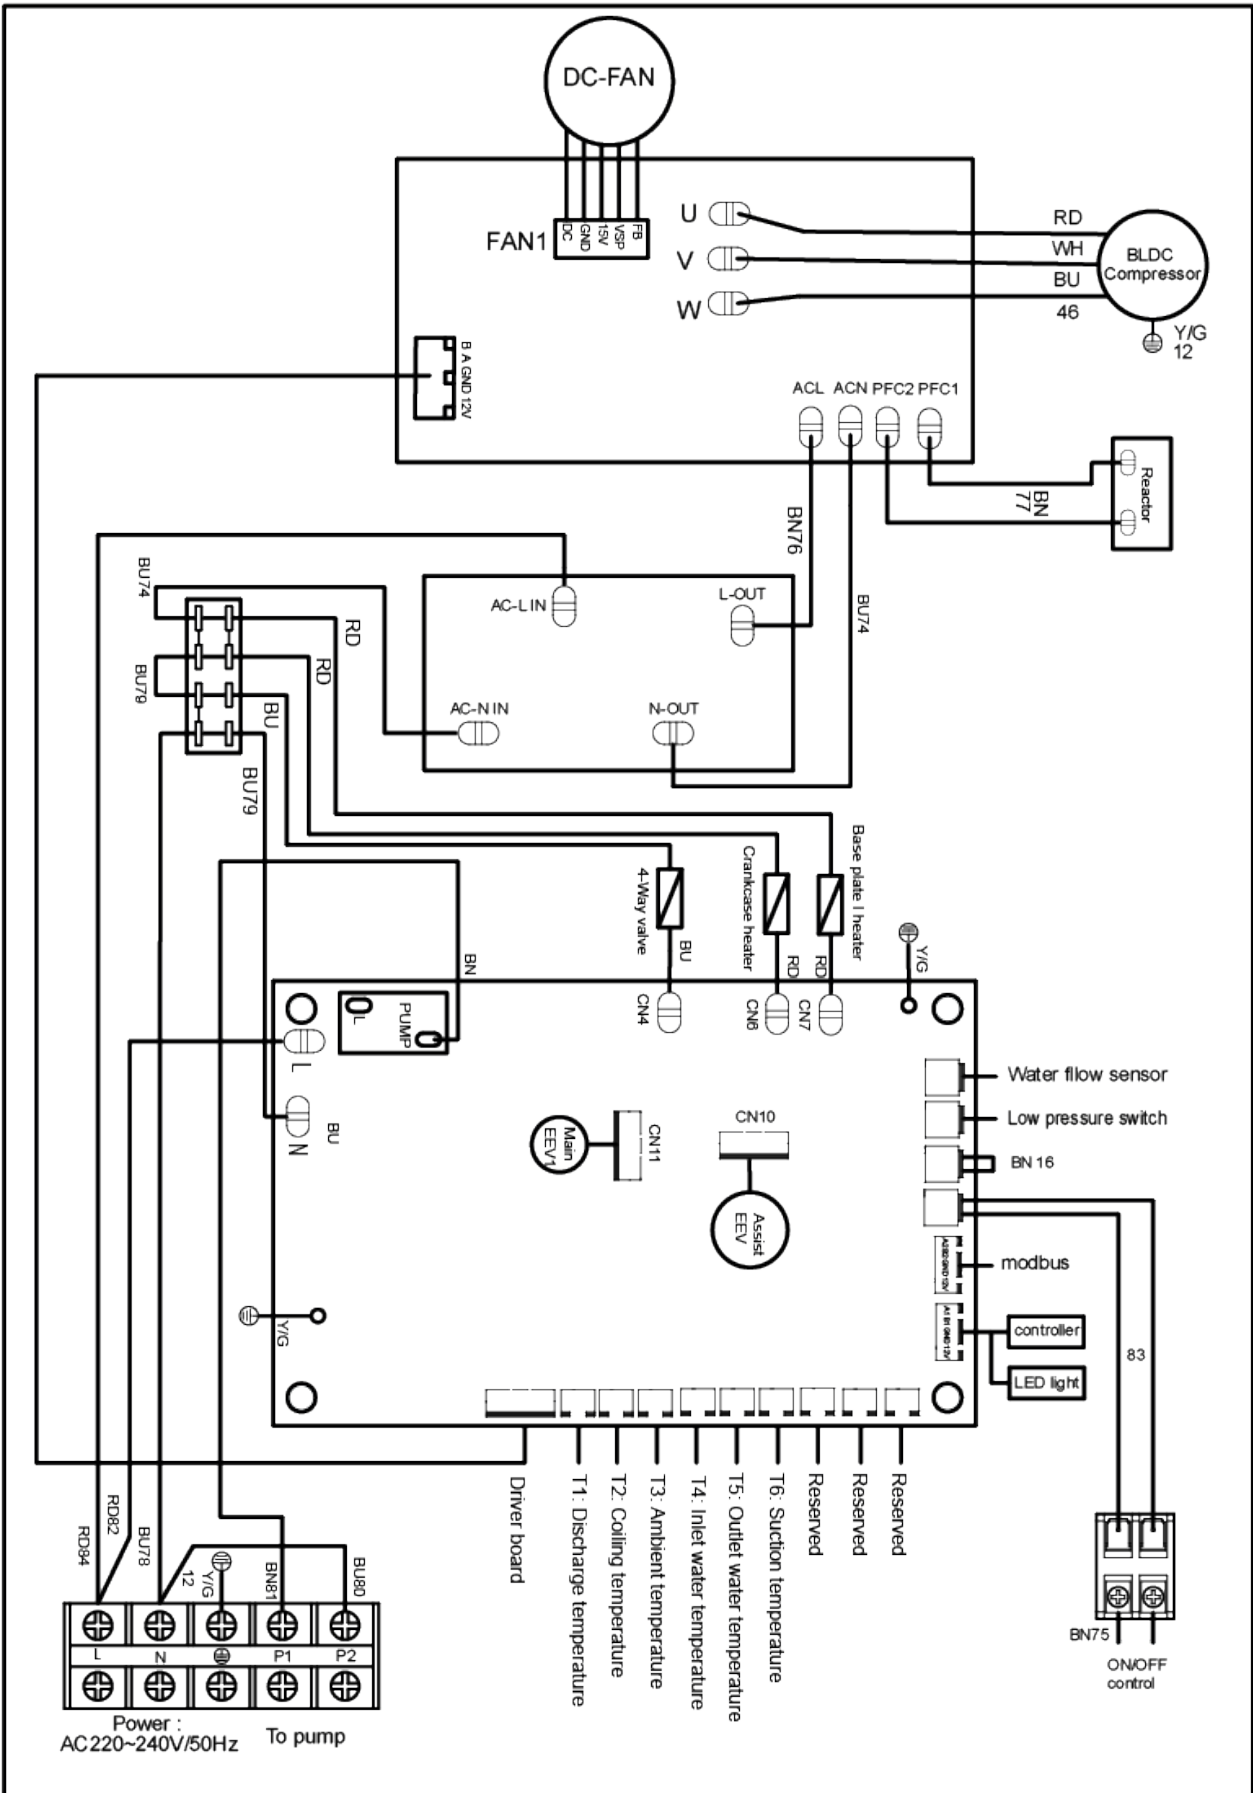 DC-FAN
FAN1
DC
GND
15V
VSP
FB
U
V
W
RD
WH
BU
46
BLDC
Compressor
Y/G
12
B A GND 12V
ACL
ACN
PFC2
PFC1
BN
77
Reactor
BN76
BU74
AC-L IN
L-OUT
AC-N IN
N-OUT
BU74
BU79
RD
RD
BU
BU79
4-Way valve
Crankcase heater
Base plate I heater
BU
RD
RD
Y/G
BN
CN4
CN6
CN7
PUMP
L
L
N
BU
Main
EEV1
CN11
CN10
Assist
EEV
Water fllow sensor
Low pressure switch
BN 16
A2B2GND12V
modbus
A1B1GND12V
controller
LED light
83
Y/G
Driver board
T1: Discharge temperature
T2: Coiling temperature
T3: Ambient temperature
T4: Inlet water temperature
T5: Outlet water temperature
T6: Suction temperature
Reserved
Reserved
Reserved
RD84
RD82
BU78
12
Y/G
BN81
BU80
L
N
P1
P2
Power :
AC220~240V/50Hz
To pump
BN75
ON/OFF
control